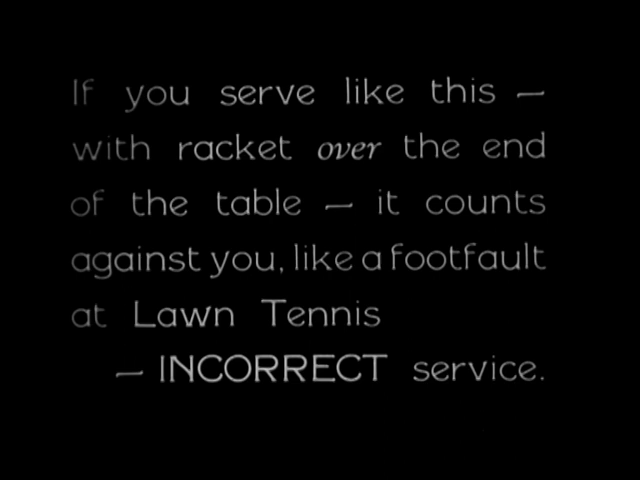 If you serve like this —
with racket over the end
of the table — it counts
against you, like a footfault
at Lawn Tennis
— INCORRECT service.